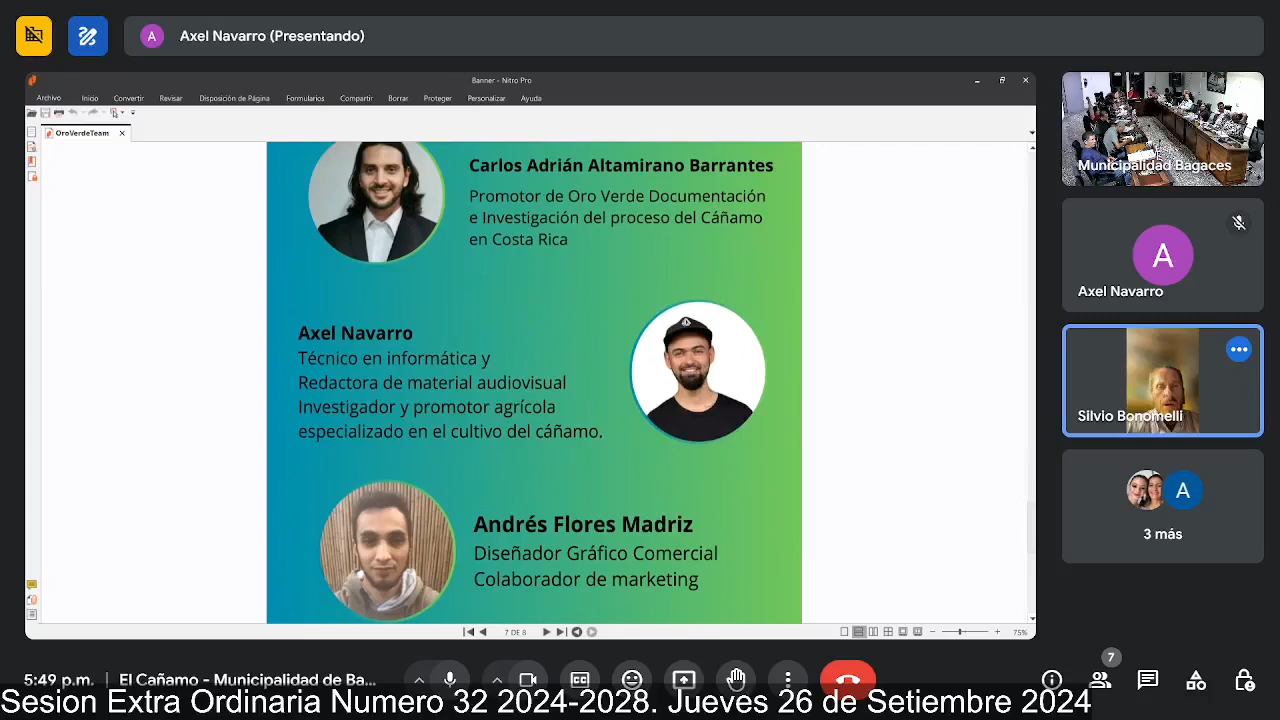 A
Axel Navarro (Presentando)
Banner - Nitro Pro
Archivo Inicio Convertir Revisar Disposición de Página Formularios Compartir Borrar Proteger Personalizar Ayuda
OroVerdeTeam
Carlos Adrián Altamirano Barrantes
Promotor de Oro Verde Documentación
e Investigación del proceso del Cáñamo
en Costa Rica
Axel Navarro
Técnico en informática y
Redactora de material audiovisual
Investigador y promotor agrícola
especializado en el cultivo del cáñamo.
Andrés Flores Madriz
Diseñador Gráfico Comercial
Colaborador de marketing
7 DE 8
75%
Municipalidad Bagaces
A
Axel Navarro
Silvio Bonomelli
A
3 más
7
5:49 p.m. El Cañamo - Municipalidad de Ba...
Sesion Extra Ordinaria Numero 32 2024-2028. Jueves 26 de Setiembre 2024